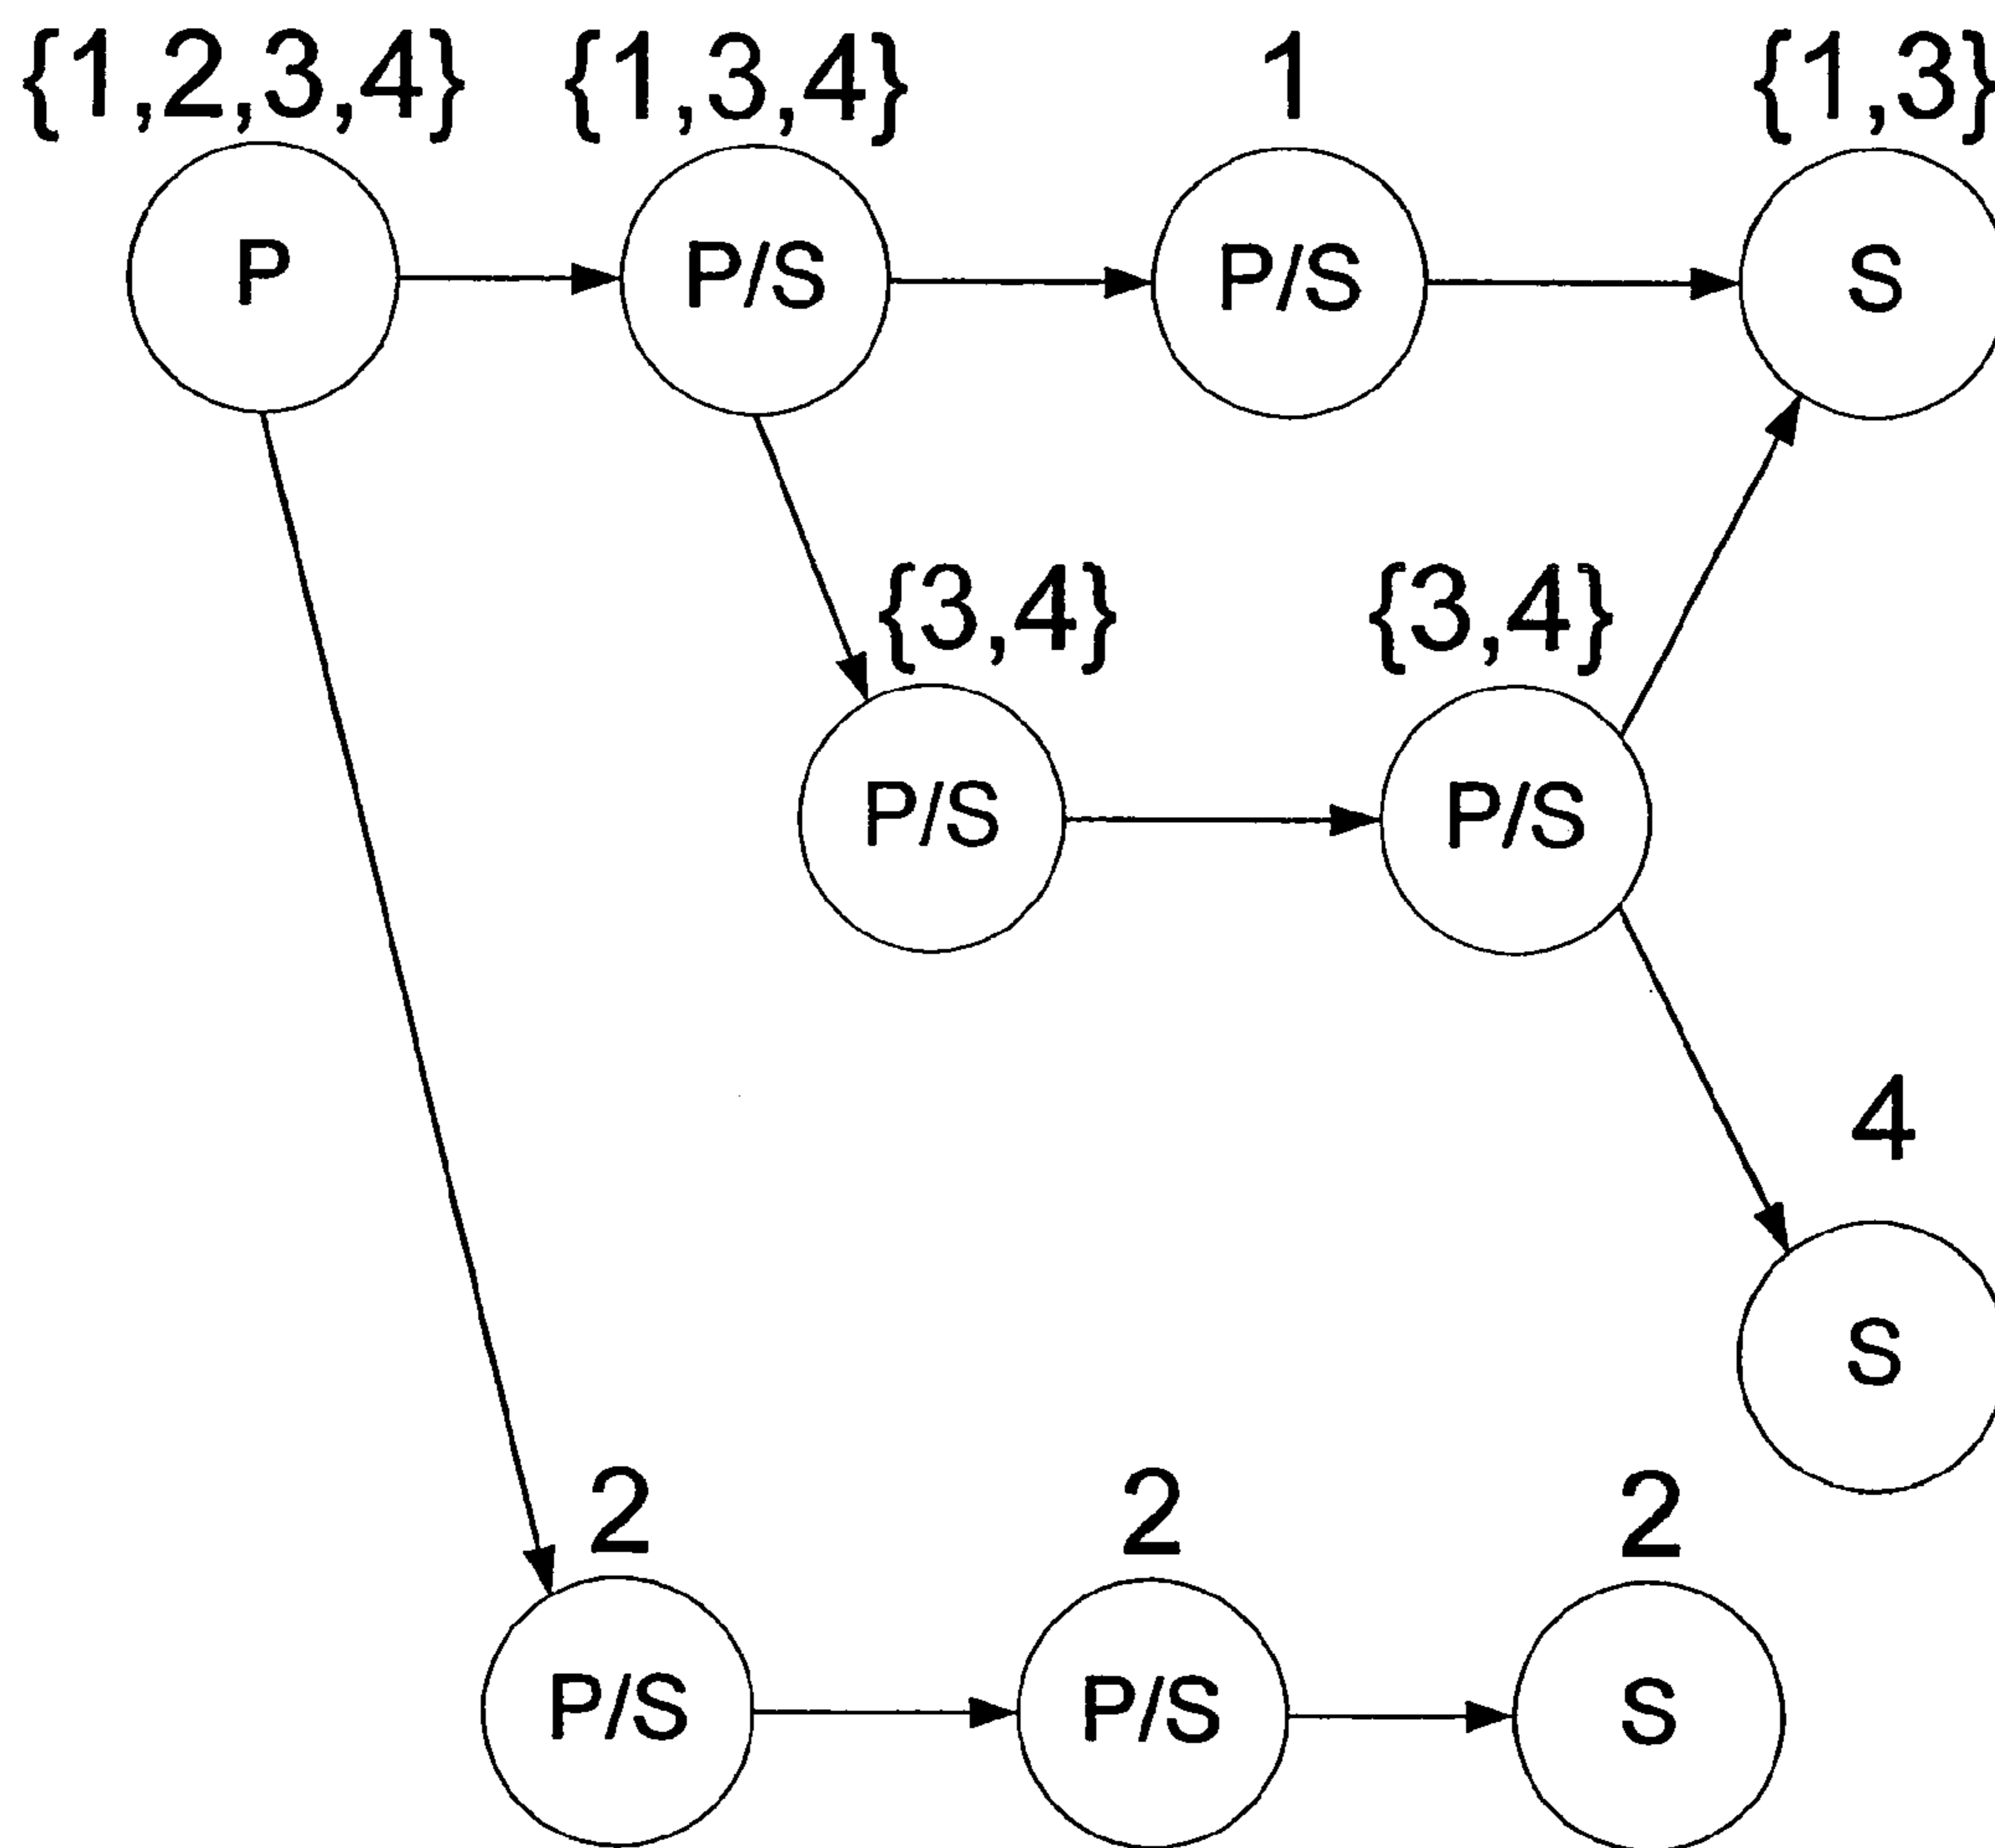 {1,2,3,4} {1,3,4} 1 {1,3}
P P/S P/S S
{3,4} {3,4}
P/S P/S
4
S
2 2 2
P/S P/S S